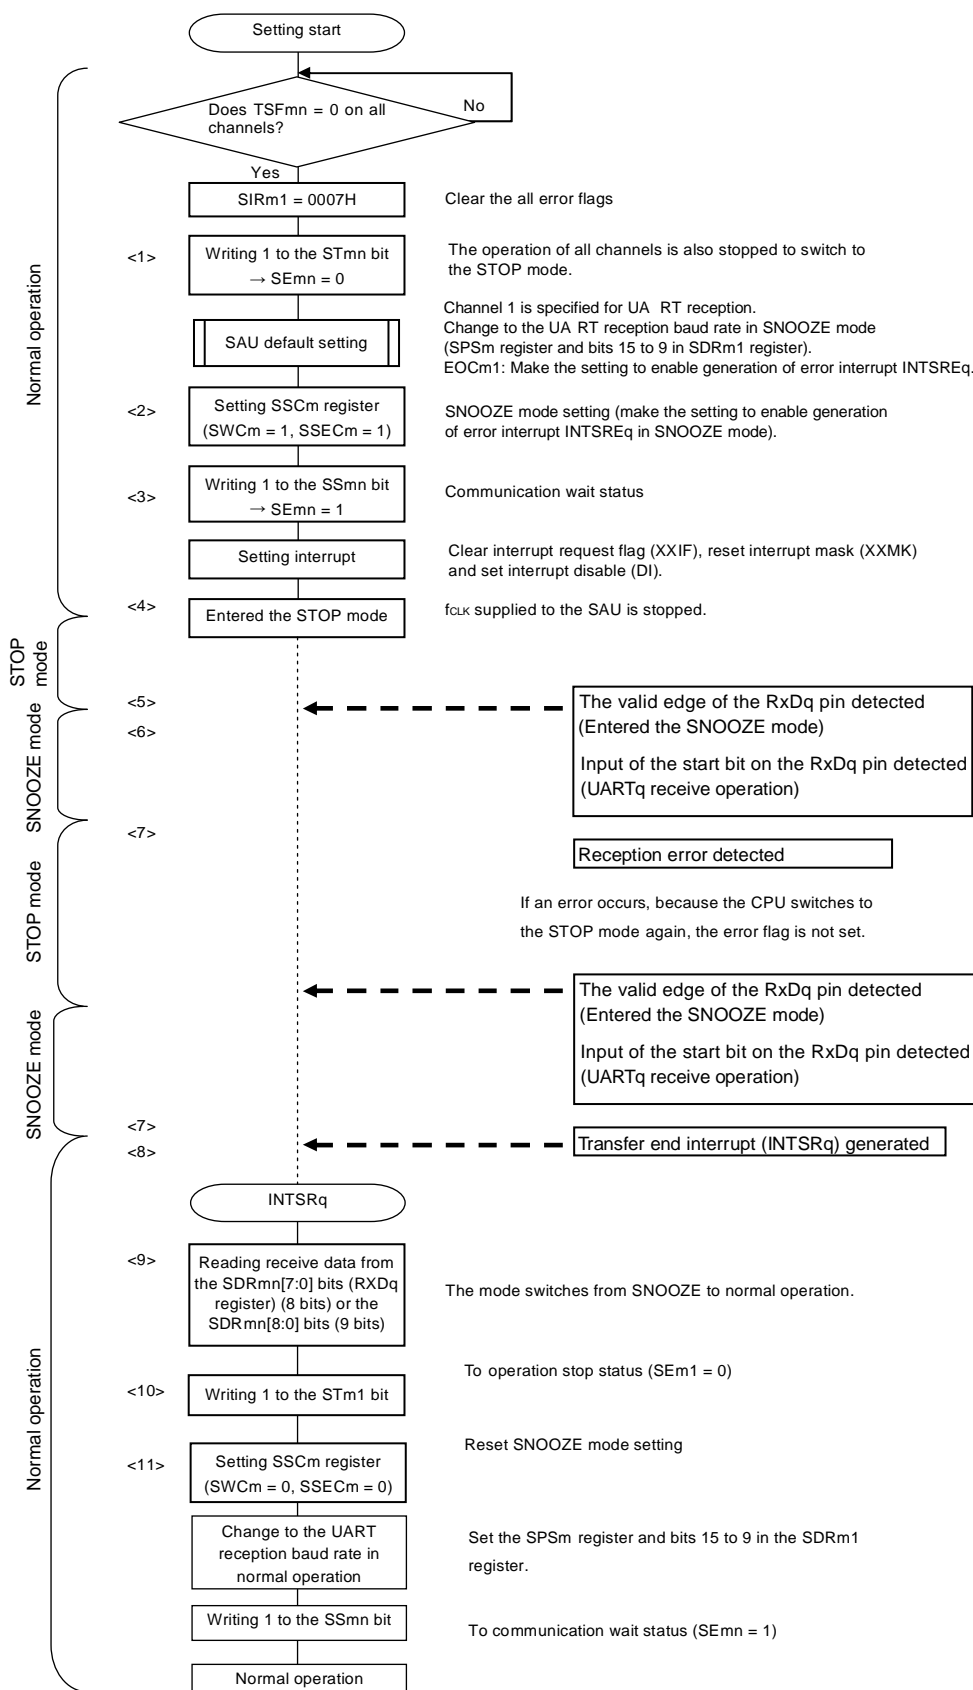 Setting start
Does TSFmn = 0 on all
channels?
No
Yes
SIRm1 = 0007H
Clear the all error flags
<1>
Writing 1 to the STmn bit
→ SEmn = 0
The operation of all channels is also stopped to switch to
the STOP mode.
SAU default setting
Channel 1 is specified for UA RT reception.
Change to the UA RT reception baud rate in SNOOZE mode
(SPSm register and bits 15 to 9 in SDRm1 register).
EOCm1: Make the setting to enable generation of error interrupt INTSREq.
Normal operation
<2>
Setting SSCm register
(SWCm = 1, SSECm = 1)
SNOOZE mode setting (make the setting to enable generation
of error interrupt INTSREq in SNOOZE mode).
<3>
Writing 1 to the SSmn bit
→ SEmn = 1
Communication wait status
Setting interrupt
Clear interrupt request flag (XXIF), reset interrupt mask (XXMK)
and set interrupt disable (DI).
<4>
Entered the STOP mode
fCLK supplied to the SAU is stopped.
STOP
mode
<5>
<6>
The valid edge of the RxDq pin detected
(Entered the SNOOZE mode)
Input of the start bit on the RxDq pin detected
(UARTq receive operation)
SNOOZE mode
<7>
Reception error detected
If an error occurs, because the CPU switches to
the STOP mode again, the error flag is not set.
STOP mode
The valid edge of the RxDq pin detected
(Entered the SNOOZE mode)
Input of the start bit on the RxDq pin detected
(UARTq receive operation)
SNOOZE mode
<7>
<8>
Transfer end interrupt (INTSRq) generated
INTSRq
<9>
Reading receive data from
the SDRmn[7:0] bits (RXDq
register) (8 bits) or the
SDRmn[8:0] bits (9 bits)
The mode switches from SNOOZE to normal operation.
<10>
Writing 1 to the STm1 bit
To operation stop status (SEm1 = 0)
Normal operation
<11>
Setting SSCm register
(SWCm = 0, SSECm = 0)
Reset SNOOZE mode setting
Change to the UART
reception baud rate in
normal operation
Set the SPSm register and bits 15 to 9 in the SDRm1
register.
Writing 1 to the SSmn bit
To communication wait status (SEmn = 1)
Normal operation